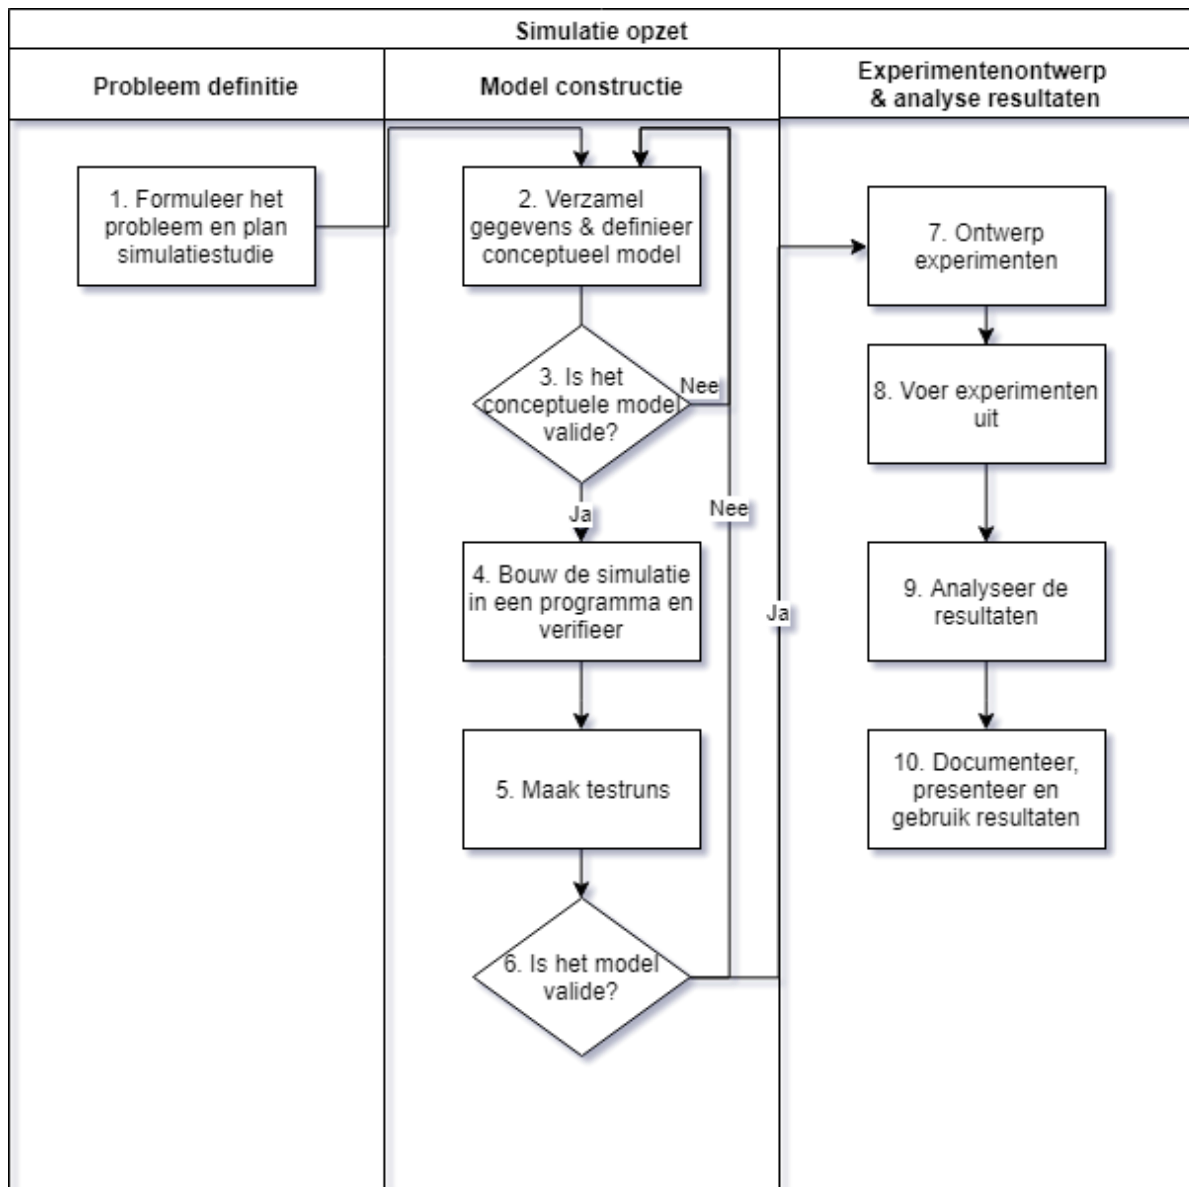 Simulatie opzet
Probleem definitie
Model constructie
Experimentenontwerp
& analyse resultaten
1. Formuleer het
probleem en plan
simulatiestudie
2. Verzamel
gegevens & definieer
conceptueel model
3. Is het
conceptuele model
valide?
Nee
Ja
4. Bouw de simulatie
in een programma en
verifieer
5. Maak testruns
6. Is het model
valide?
Nee
Ja
7. Ontwerp
experimenten
8. Voer experimenten
uit
9. Analyseer de
resultaten
10. Documenteer,
presenteer en
gebruik resultaten